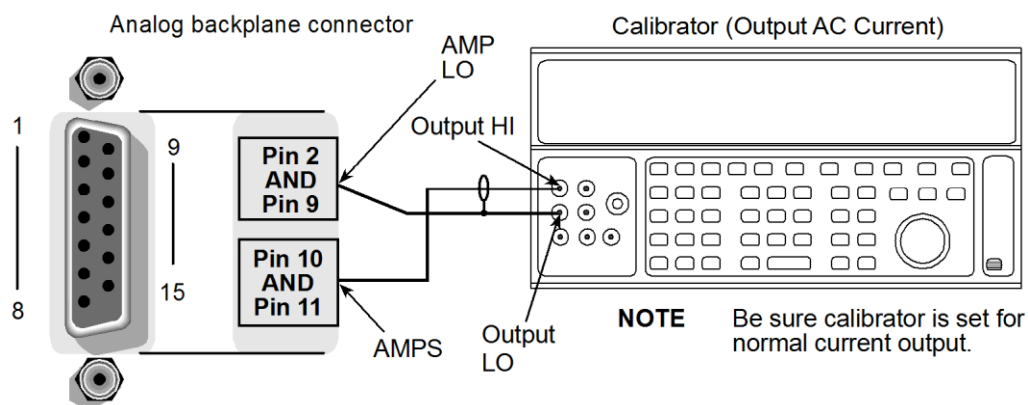 Analog backplane connector
Calibrator (Output AC Current)
AMP
LO
Output HI
1
9
Pin 2
AND
Pin 9
Pin 10
AND
Pin 11
8
15
AMPS
Output
LO
NOTE Be sure calibrator is set for
normal current output.